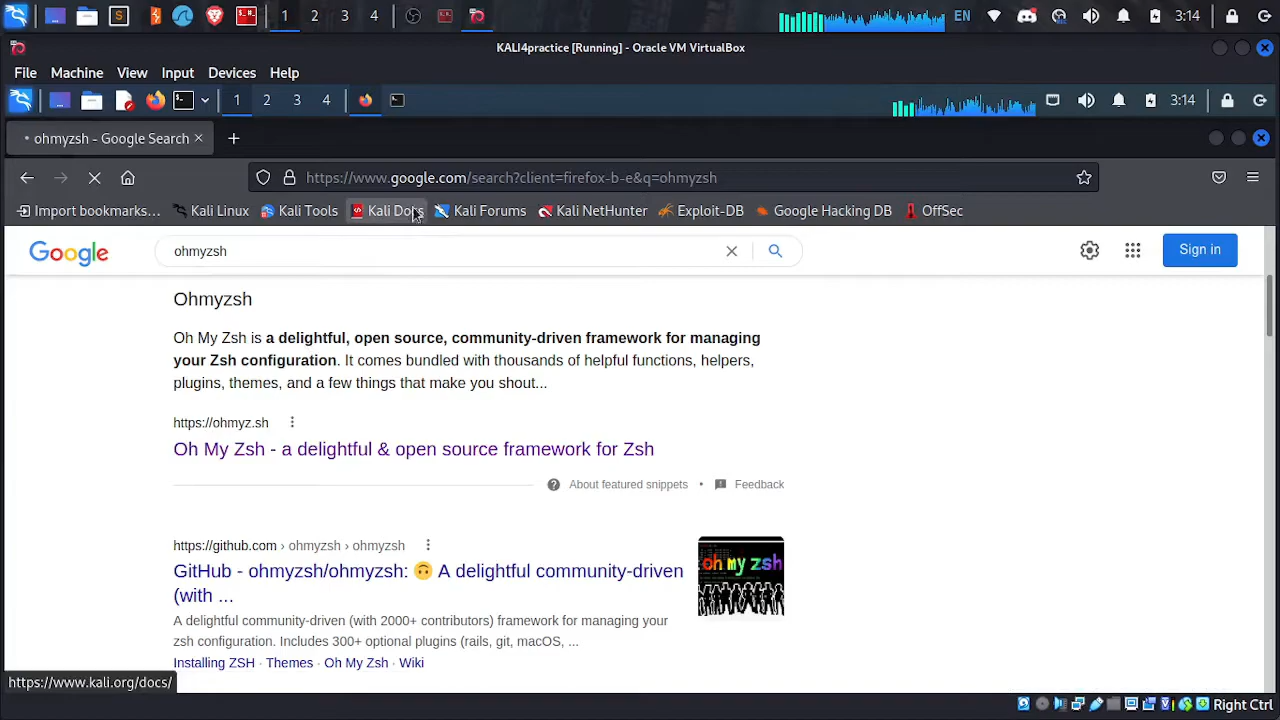 1 2 3 4 EN 3:14
KALI4practice [Running] - Oracle VM VirtualBox
File Machine View Input Devices Help
1 2 3 4 3:14
ohmyzsh - Google Search
https://www.google.com/search?client=firefox-b-e&q=ohmyzsh
Import bookmarks... Kali Linux Kali Tools Kali Docs Kali Forums Kali NetHunter Exploit-DB Google Hacking DB OffSec
Google ohmyzsh Sign in
Ohmyzsh
Oh My Zsh is a delightful, open source, community-driven framework for managing
your Zsh configuration. It comes bundled with thousands of helpful functions, helpers,
plugins, themes, and a few things that make you shout...
https://ohmyz.sh
Oh My Zsh - a delightful & open source framework for Zsh
About featured snippets • Feedback
https://github.com › ohmyzsh › ohmyzsh
GitHub - ohmyzsh/ohmyzsh: 🙃 A delightful community-driven
(with ...
oh my zsh
A delightful community-driven (with 2000+ contributors) framework for managing your
zsh configuration. Includes 300+ optional plugins (rails, git, macOS, ...
Installing ZSH · Themes · Oh My Zsh · Wiki
https://www.kali.org/docs/
Right Ctrl